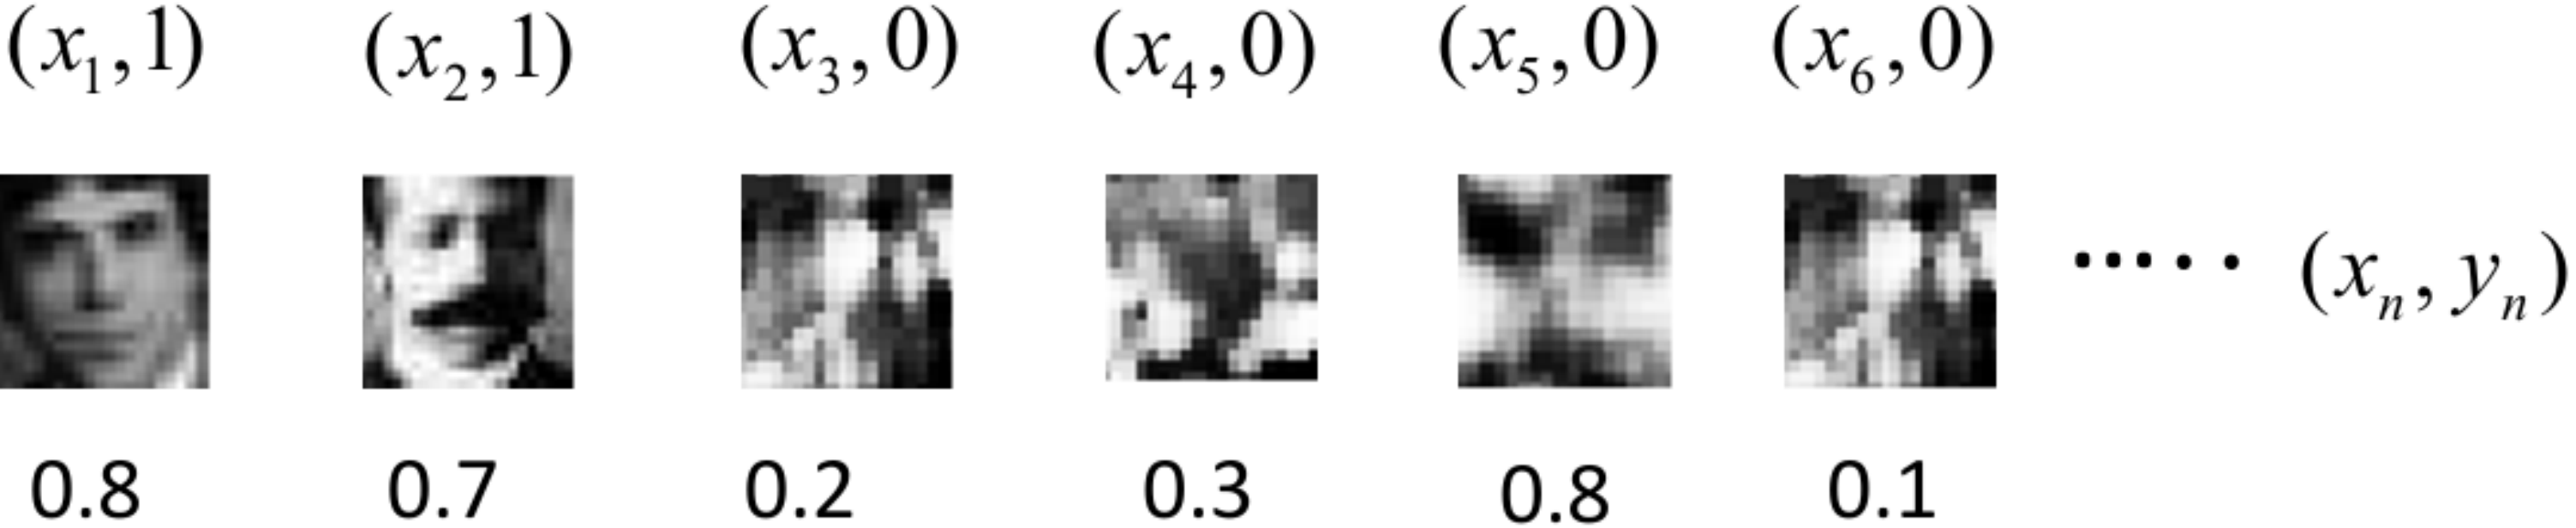 (x₁,1) (x₂,1) (x₃,0) (x₄,0) (x₅,0) (x₆,0)
····· (xₙ,yₙ)
0.8 0.7 0.2 0.3 0.8 0.1